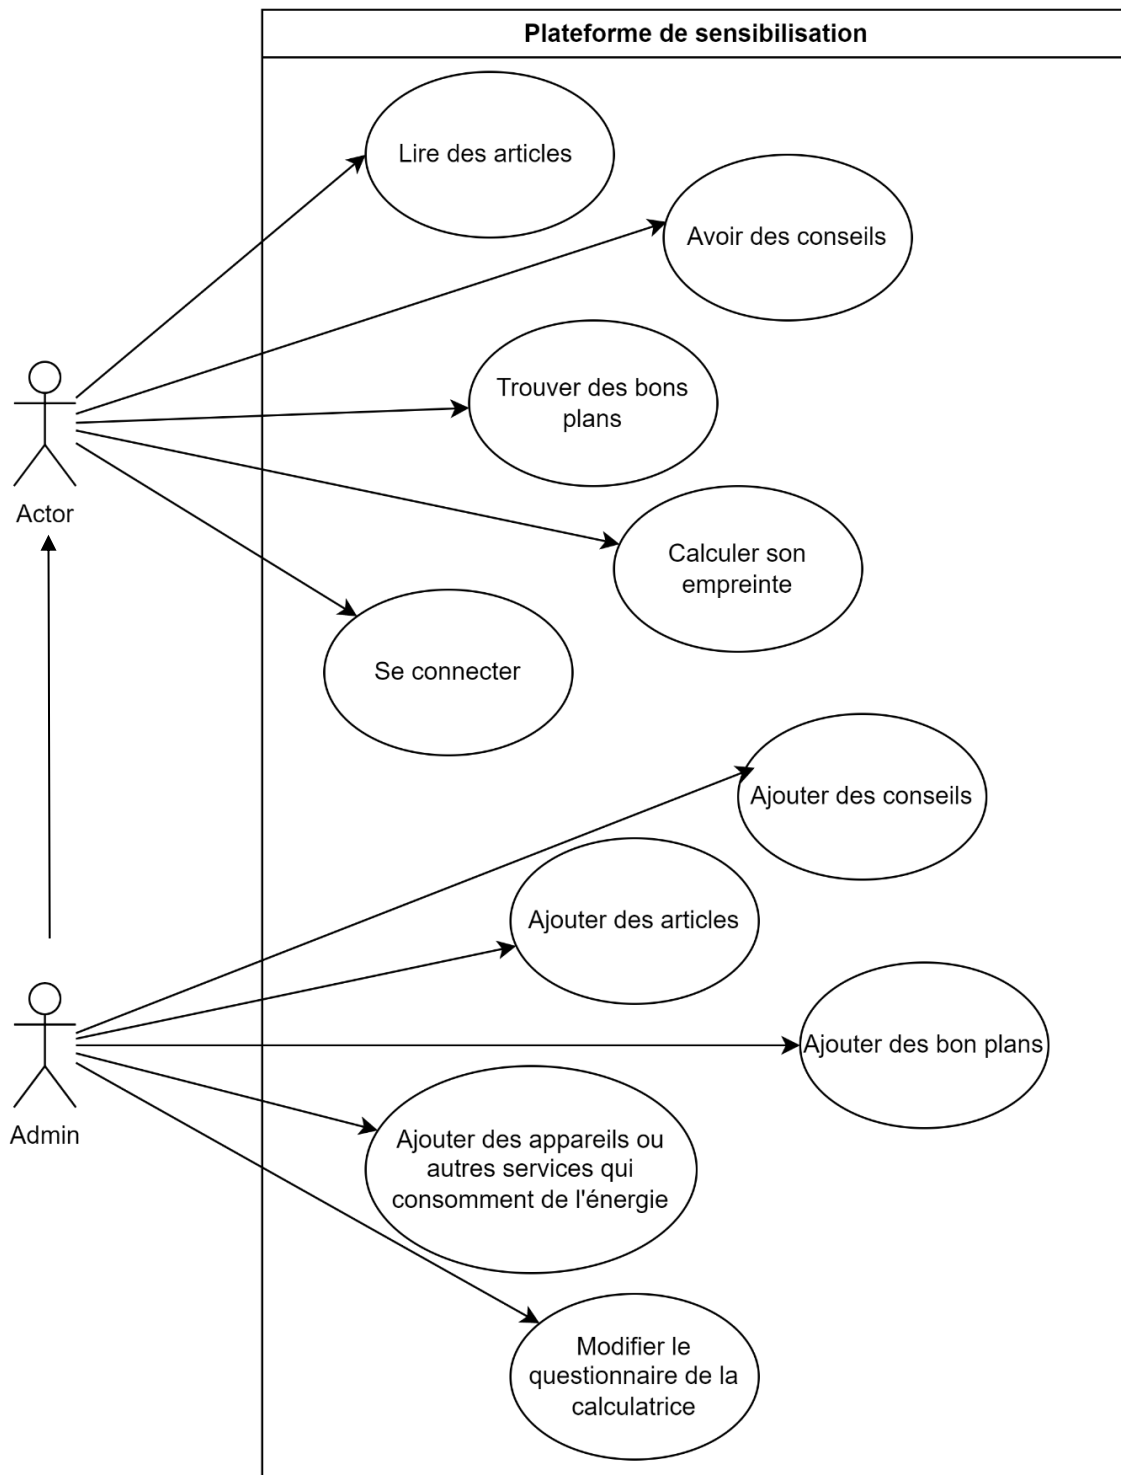 Plateforme de sensibilisation
Lire des articles
Avoir des conseils
Trouver des bons
plans
Actor
Calculer son
empreinte
Se connecter
Ajouter des conseils
Ajouter des articles
Ajouter des bon plans
Admin
Ajouter des appareils ou
autres services qui
consomment de l'énergie
Modifier le
questionnaire de la
calculatrice